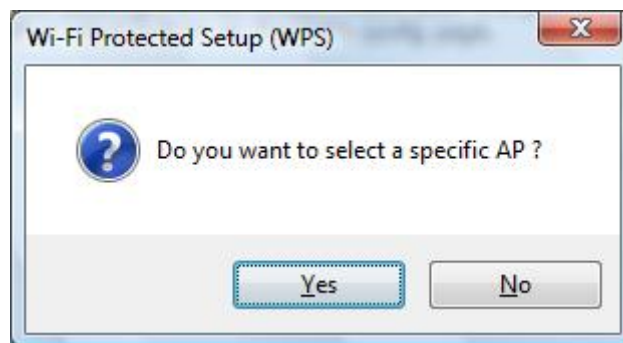 Wi-Fi Protected Setup (WPS)
Do you want to select a specific AP ?
Yes
No